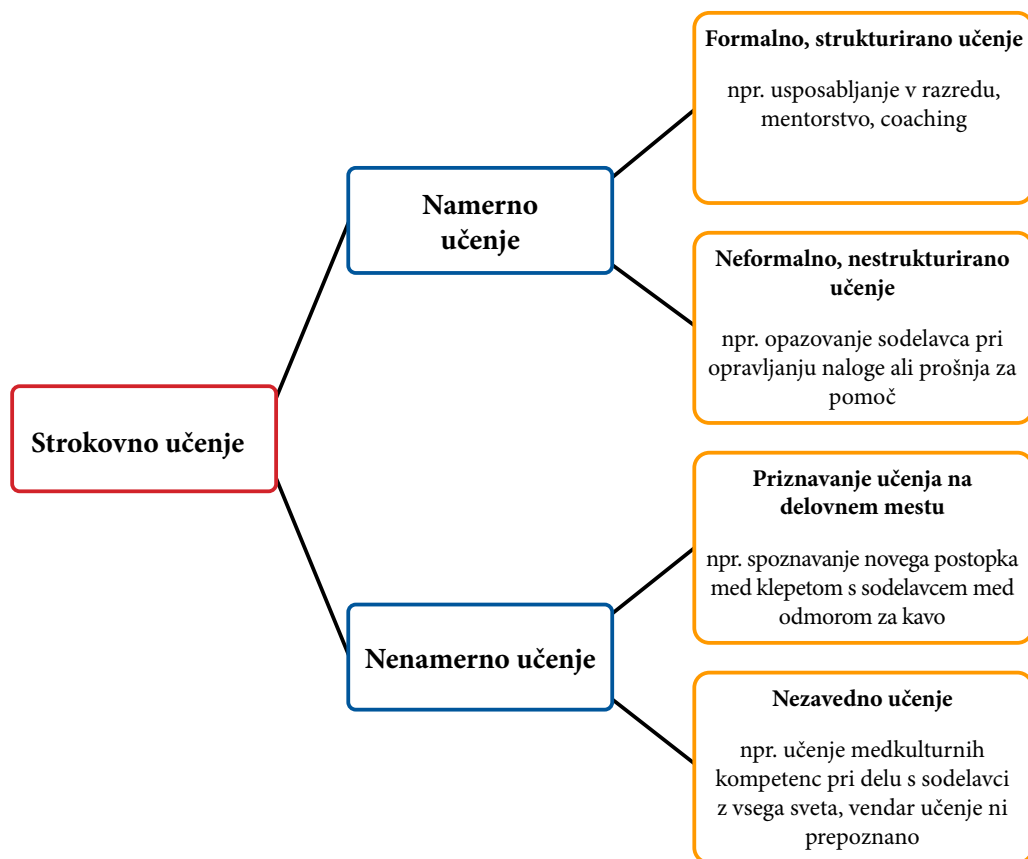 Formalno, strukturirano učenje
npr. usposabljanje v razredu,
mentorstvo, coaching
Namerno
učenje
Neformalno, nestrukturirano
učenje
npr. opazovanje sodelavca pri
opravljanju naloge ali prošnja za
pomoč
Strokovno učenje
Priznavanje učenja na
delovnem mestu
npr. spoznavanje novega postopka
med klepetom s sodelavcem med
odmorom za kavo
Nenamerno učenje
Nezavedno učenje
npr. učenje medkulturnih
kompetenc pri delu s sodelavci
z vsega sveta, vendar učenje ni
prepoznano